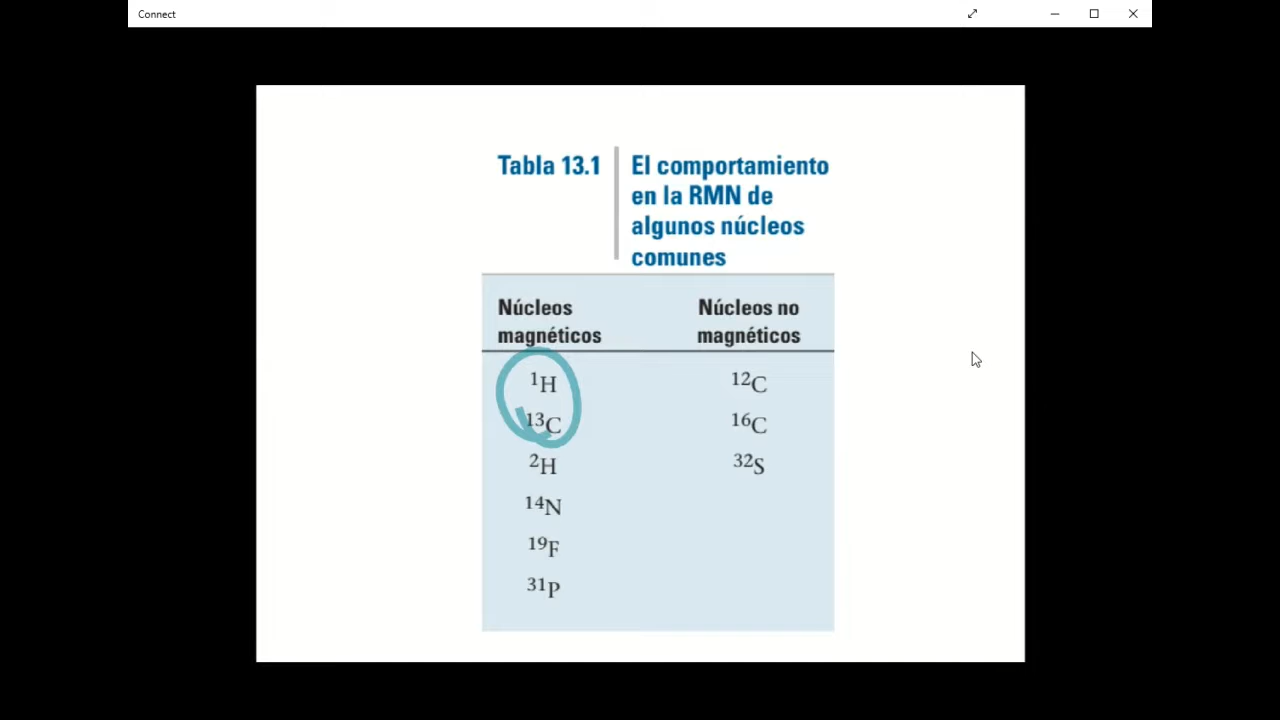 Connect
Tabla 13.1
El comportamiento
en la RMN de
algunos núcleos
comunes
Núcleos
magnéticos
Núcleos no
magnéticos
¹H
¹²C
¹³C
¹⁶C
²H
³²S
¹⁴N
¹⁹F
³¹P